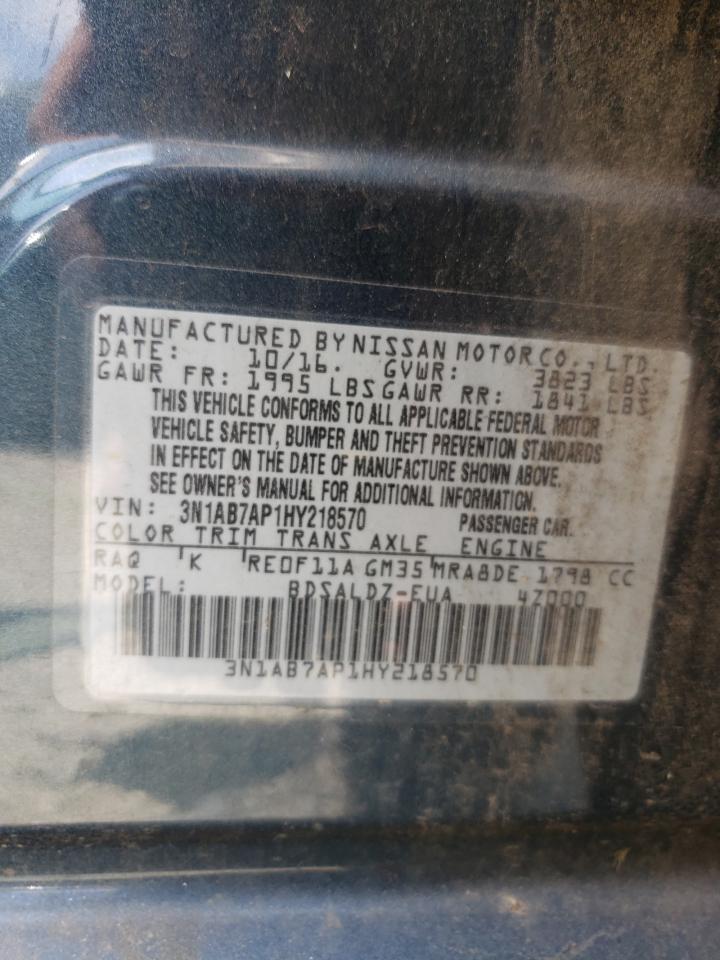 MANUFACTURED BY NISSAN MOTOR CO., LTD.
DATE: 10/16. GVWR: 3823 LBS
GAWR FR: 1995 LBS GAWR RR: 1841 LBS
THIS VEHICLE CONFORMS TO ALL APPLICABLE FEDERAL MOTOR
VEHICLE SAFETY, BUMPER AND THEFT PREVENTION STANDARDS
IN EFFECT ON THE DATE OF MANUFACTURE SHOWN ABOVE.
SEE OWNER'S MANUAL FOR ADDITIONAL INFORMATION.
VIN: 3N1AB7AP1HY218570 PASSENGER CAR.
COLOR TRIM TRANS AXLE ENGINE
RAQ K RE0F11A GM35 MRA8DE 1798 CC
MODEL: BDSALDZ-EUA 4Z000
3N1AB7AP1HY218570